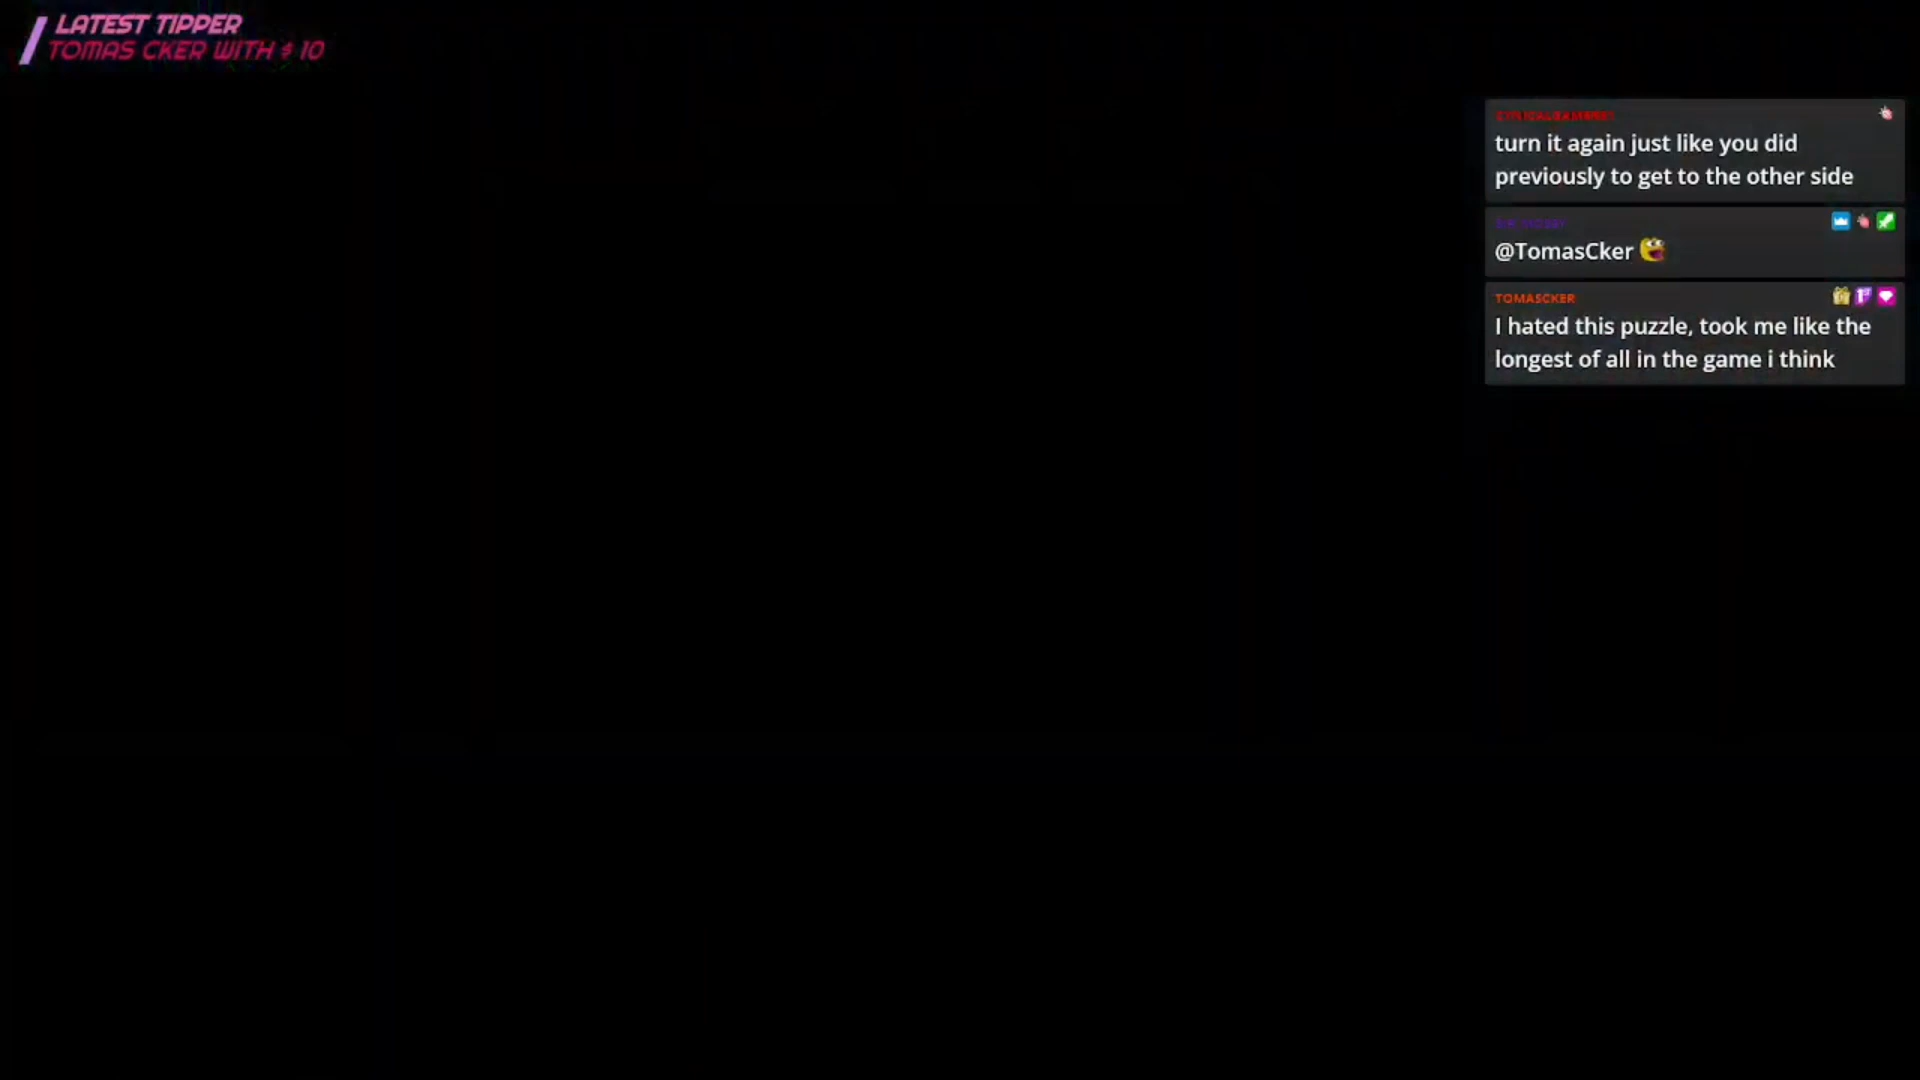 LATEST TIPPER
TOMAS CKER WITH $ 10
turn it again just like you did
previously to get to the other side
@TomasCker
TOMASCKER
I hated this puzzle, took me like the
longest of all in the game i think